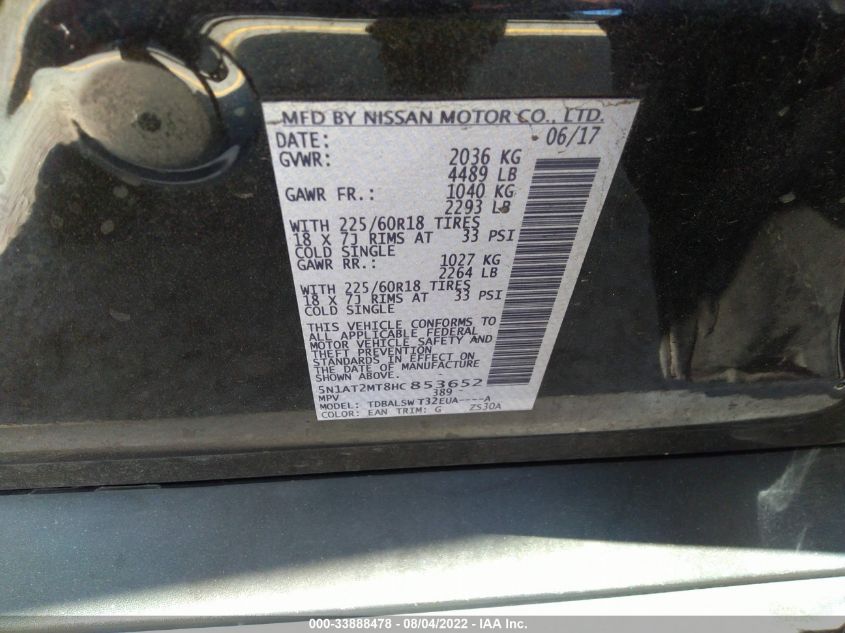 MFD BY NISSAN MOTOR CO., LTD.
DATE: 06/17
GVWR: 2036 KG
4489 LB
GAWR FR.: 1040 KG
2293 LB
WITH 225/60R18 TIRES
18 X 7J RIMS AT 33 PSI
COLD SINGLE
GAWR RR.: 1027 KG
2264 LB
WITH 225/60R18 TIRES
18 X 7J RIMS AT 33 PSI
COLD SINGLE
THIS VEHICLE CONFORMS TO
ALL APPLICABLE FEDERAL
MOTOR VEHICLE SAFETY AND
THEFT PREVENTION
STANDARDS IN EFFECT ON
THE DATE OF MANUFACTURE
5N1AT2MT8HC 853652
MPV 389-
MODEL: TDBALSW T32EUA----A
COLOR: EAN TRIM: G ZS30A
000-33888478 - 08/04/2022 - IAA Inc.